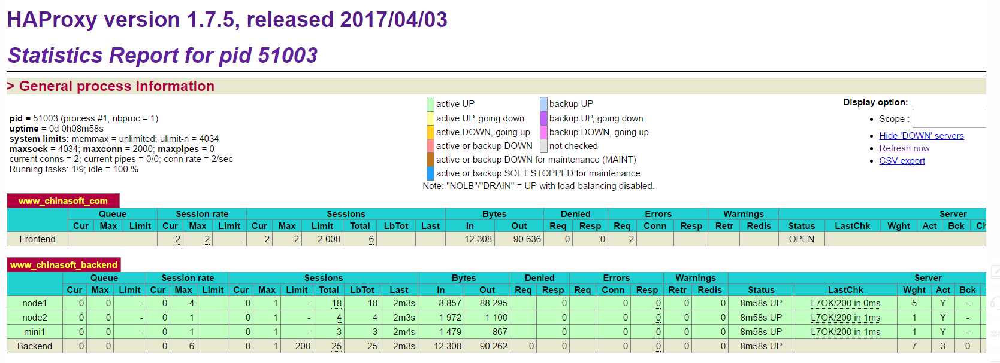 HAProxy version 1.7.5, released 2017/04/03
Statistics Report for pid 51003
> General process information
pid = 51003 (process #1, nbproc = 1)
uptime = 0d 0h08m58s
system limits: memmax = unlimited; ulimit-n = 4034
maxsock = 4034; maxconn = 2000; maxpipes = 0
current conns = 2; current pipes = 0/0; conn rate = 2/sec
Running tasks: 1/9; idle = 100 %
active UP backup UP
active UP, going down backup UP, going down
active DOWN, going up backup DOWN, going up
active or backup DOWN not checked
active or backup DOWN for maintenance (MAINT)
active or backup SOFT STOPPED for maintenance
Note: "NOLB"/"DRAIN" = UP with load-balancing disabled.
Display option:
• Scope :
• Hide 'DOWN' servers
• Refresh now
• CSV export
www_chinasoft_com
Queue Session rate Sessions Bytes Denied Errors Warnings Server
Cur Max Limit Cur Max Limit Cur Max Limit Total LbTot Last In Out Req Resp Req Conn Resp Retr Redis Status LastChk Wght Act Bck Ch
Frontend 2 2 - 2 2 2 000 6 12 308 90 636 0 0 2 OPEN
www_chinasoft_backend
Queue Session rate Sessions Bytes Denied Errors Warnings Server
Cur Max Limit Cur Max Limit Cur Max Limit Total LbTot Last In Out Req Resp Req Conn Resp Retr Redis Status LastChk Wght Act Bck
node1 0 0 - 0 4 0 1 - 18 18 2m3s 8 857 88 295 0 0 0 0 0 8m58s UP L7OK/200 in 0ms 5 Y -
node2 0 0 - 0 1 0 1 - 4 4 2m3s 1 972 1 100 0 0 0 0 0 8m58s UP L7OK/200 in 1ms 1 Y -
mini1 0 0 - 0 1 0 1 - 3 3 2m4s 1 479 867 0 0 0 0 0 8m58s UP L7OK/200 in 1ms 1 Y -
Backend 0 0 0 6 0 1 200 25 25 2m3s 12 308 90 262 0 0 0 0 0 0 8m58s UP 7 3 0